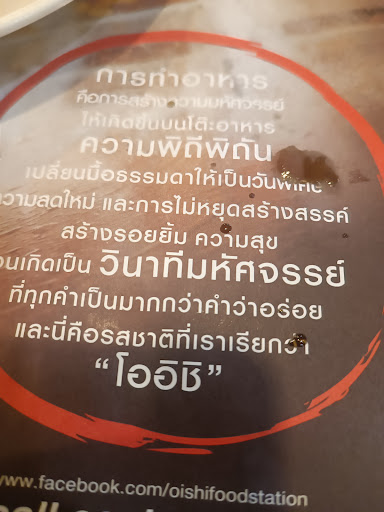 การทำอาหาร
คือการสร้างความมหัศจรรย์
ให้เกิดขึ้นบนโต๊ะอาหาร
ความพิถีพิถัน
เปลี่ยนมื้อธรรมดาให้เป็นวันพิเศษ
ความสดใหม่ และการไม่หยุดสร้างสรรค์
สร้างรอยยิ้ม ความสุข
จนเกิดเป็น วินาทีมหัศจรรย์
ที่ทุกคำเป็นมากกว่าคำว่าอร่อย
และนี่คือรสชาติที่เราเรียกว่า
“โออิชิ”
www.facebook.com/oishifoodstation